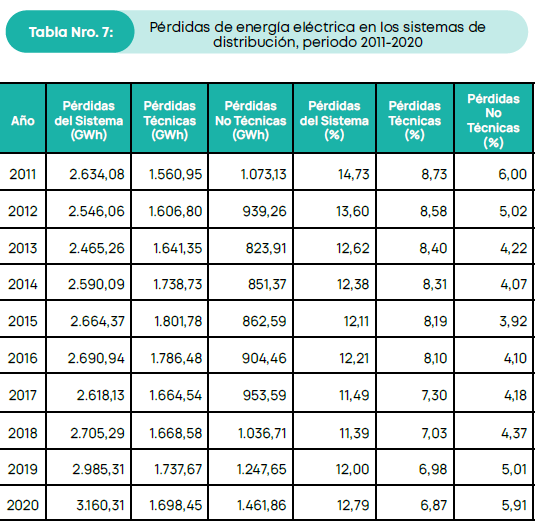 Tabla Nro. 7:
Pérdidas de energía eléctrica en los sistemas de
distribución, periodo 2011-2020
Año
Pérdidas
del Sistema
(GWh)
Pérdidas
Técnicas
(GWh)
Pérdidas
No Técnicas
(GWh)
Pérdidas
del Sistema
(%)
Pérdidas
Técnicas
(%)
Pérdidas
No
Técnicas
(%)
2011 2.634,08 1.560,95 1.073,13 14,73 8,73 6,00
2012 2.546,06 1.606,80 939,26 13,60 8,58 5,02
2013 2.465,26 1.641,35 823,91 12,62 8,40 4,22
2014 2.590,09 1.738,73 851,37 12,38 8,31 4,07
2015 2.664,37 1.801,78 862,59 12,11 8,19 3,92
2016 2.690,94 1.786,48 904,46 12,21 8,10 4,10
2017 2.618,13 1.664,54 953,59 11,49 7,30 4,18
2018 2.705,29 1.668,58 1.036,71 11,39 7,03 4,37
2019 2.985,31 1.737,67 1.247,65 12,00 6,98 5,01
2020 3.160,31 1.698,45 1.461,86 12,79 6,87 5,91